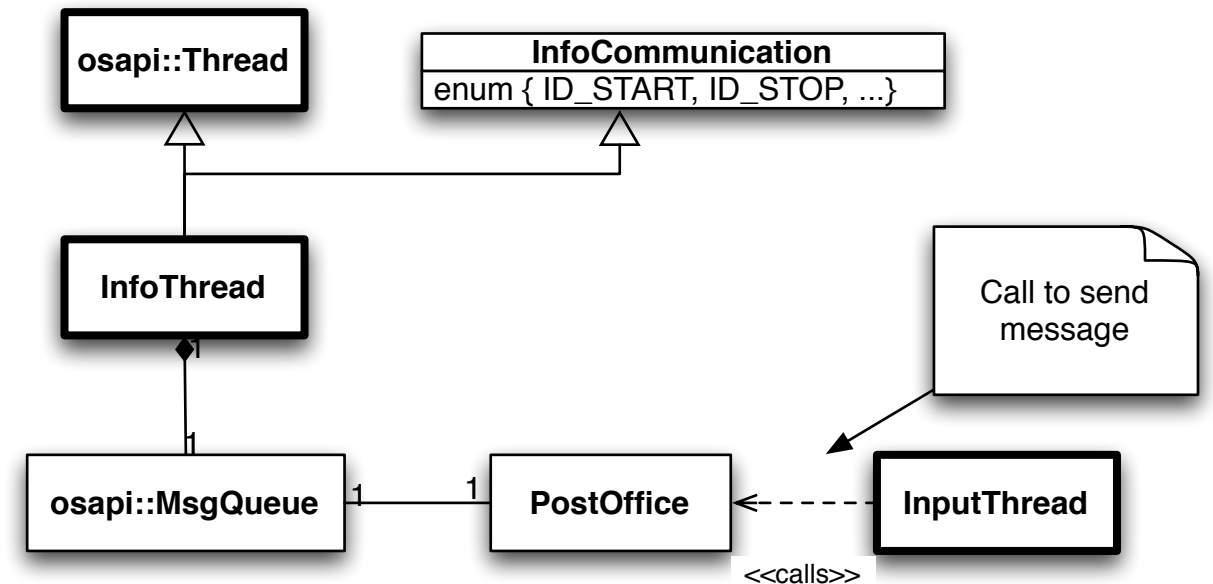 osapi::Thread
InfoCommunication
enum { ID_START, ID_STOP, ...}
InfoThread
Call to send
message
1
1
osapi::MsgQueue
1
1
PostOffice
InputThread
<<calls>>